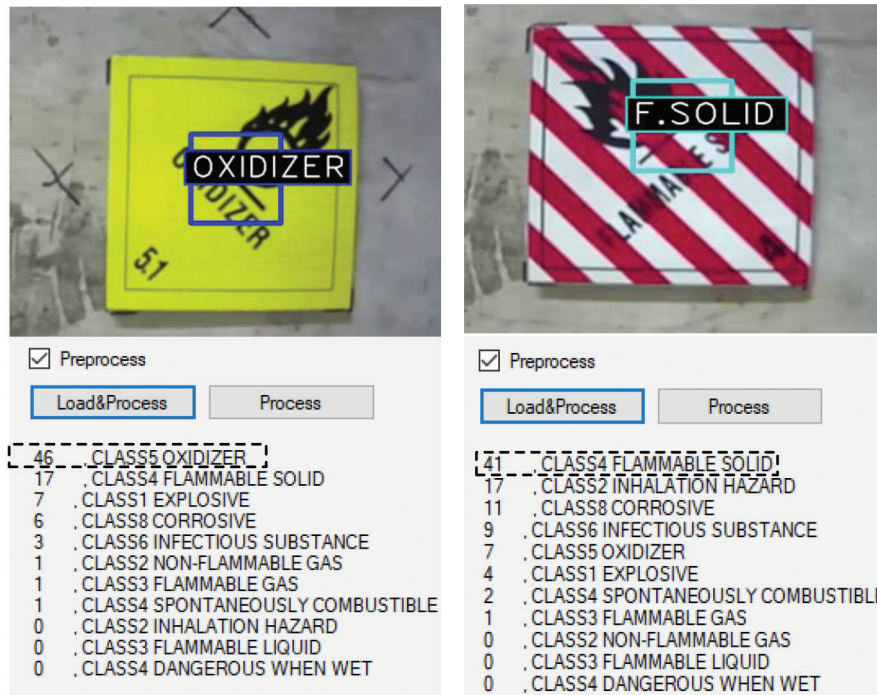 OXIDIZER
OXIDIZER
5.1
Preprocess
Load&Process Process
46 , CLASS5 OXIDIZER
17 , CLASS4 FLAMMABLE SOLID
7 , CLASS1 EXPLOSIVE
6 , CLASS8 CORROSIVE
3 , CLASS6 INFECTIOUS SUBSTANCE
1 , CLASS2 NON-FLAMMABLE GAS
1 , CLASS3 FLAMMABLE GAS
1 , CLASS4 SPONTANEOUSLY COMBUSTIBLE
0 , CLASS2 INHALATION HAZARD
0 , CLASS3 FLAMMABLE LIQUID
0 , CLASS4 DANGEROUS WHEN WET
F.SOLID
FLAMMABLE S
4
Preprocess
Load&Process Process
41 , CLASS4 FLAMMABLE SOLID
17 , CLASS2 INHALATION HAZARD
11 , CLASS8 CORROSIVE
9 , CLASS6 INFECTIOUS SUBSTANCE
7 , CLASS5 OXIDIZER
4 , CLASS1 EXPLOSIVE
2 , CLASS4 SPONTANEOUSLY COMBUSTIBLE
1 , CLASS3 FLAMMABLE GAS
0 , CLASS2 NON-FLAMMABLE GAS
0 , CLASS3 FLAMMABLE LIQUID
0 , CLASS4 DANGEROUS WHEN WET